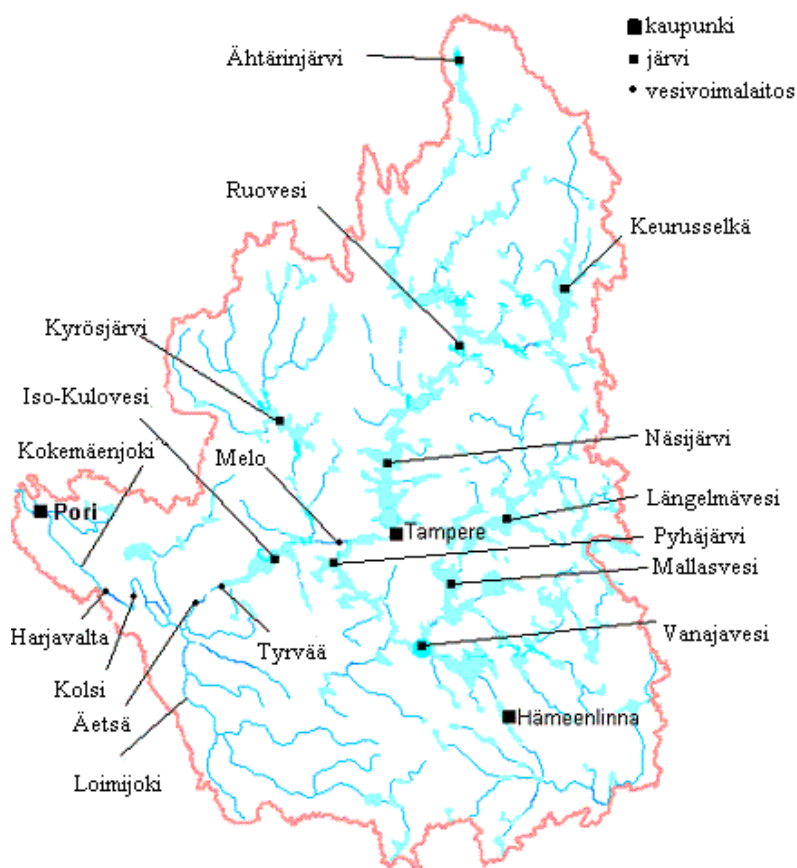 kaupunki
järvi
vesivoimalaitos
Ähtärinjärvi
Ruovesi
Keurusselkä
Kyrösjärvi
Iso-Kulovesi
Kokemäenjoki
Melo
Näsijärvi
Pori
Längelmävesi
Tampere
Pyhäjärvi
Mallasvesi
Harjavalta
Tyrvää
Vanajavesi
Kolsi
Äetsä
Hämeenlinna
Loimijoki